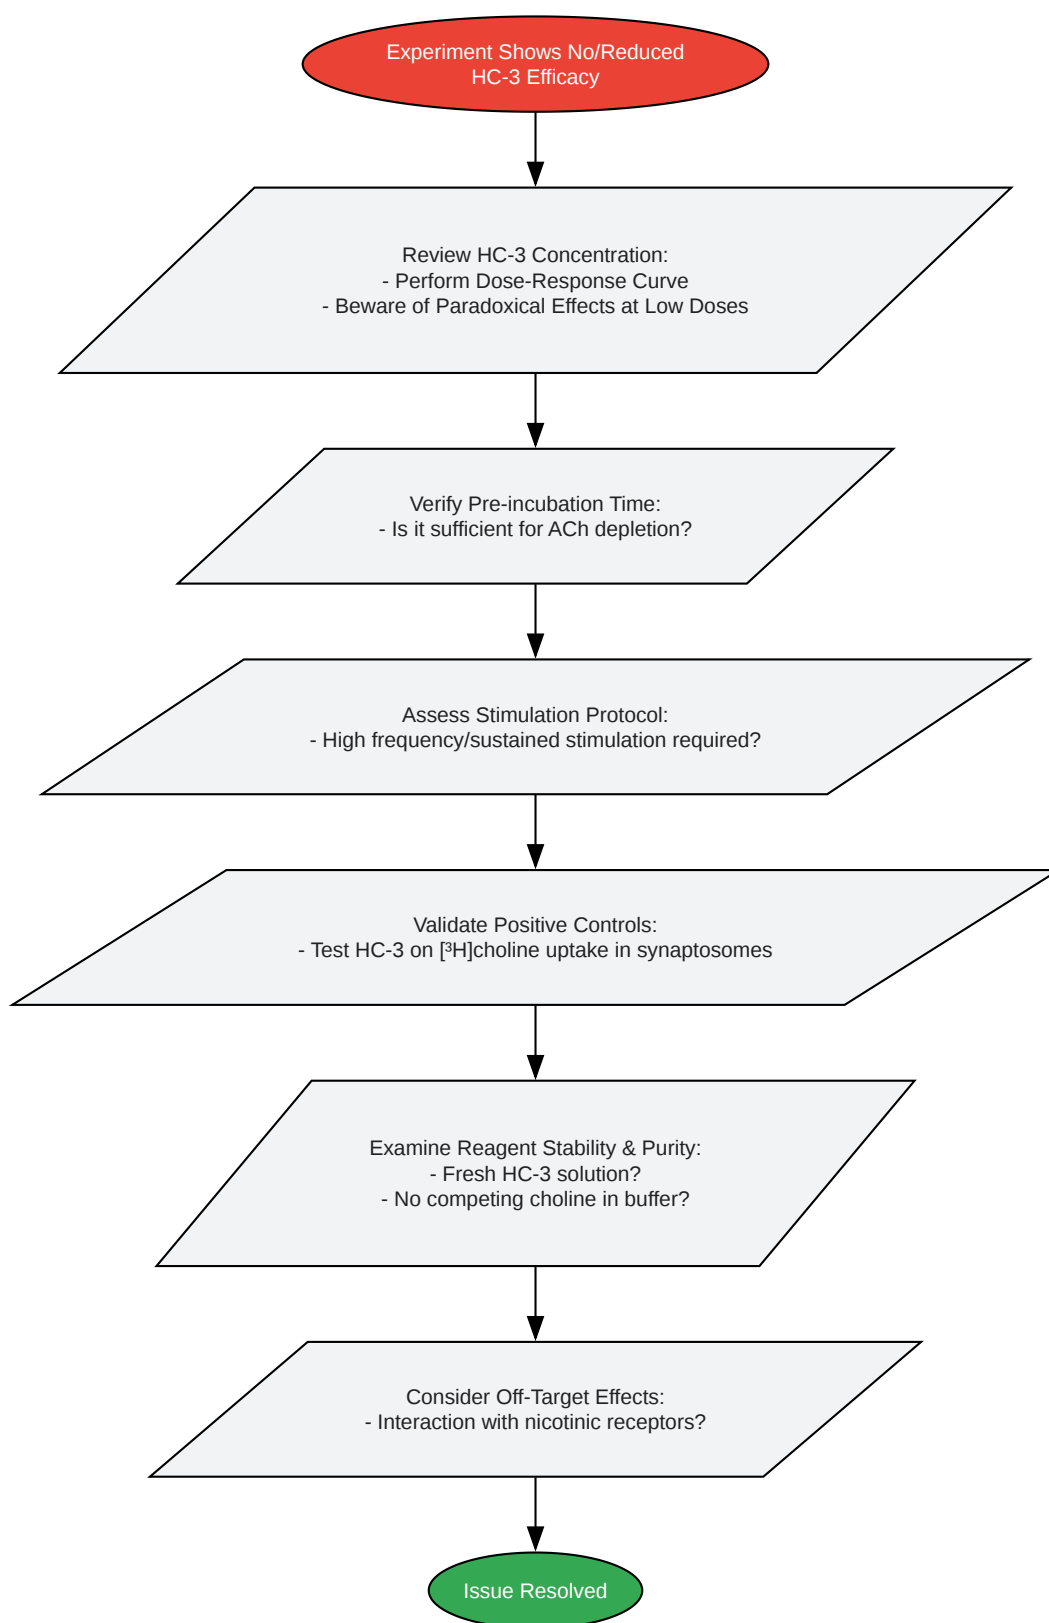 Experiment Shows No/Reduced
HC-3 Efficacy
Review HC-3 Concentration:
- Perform Dose-Response Curve
- Beware of Paradoxical Effects at Low Doses
Verify Pre-incubation Time:
- Is it sufficient for ACh depletion?
Assess Stimulation Protocol:
- High frequency/sustained stimulation required?
Validate Positive Controls:
- Test HC-3 on [³H]choline uptake in synaptosomes
Examine Reagent Stability & Purity:
- Fresh HC-3 solution?
- No competing choline in buffer?
Consider Off-Target Effects:
- Interaction with nicotinic receptors?
Issue Resolved